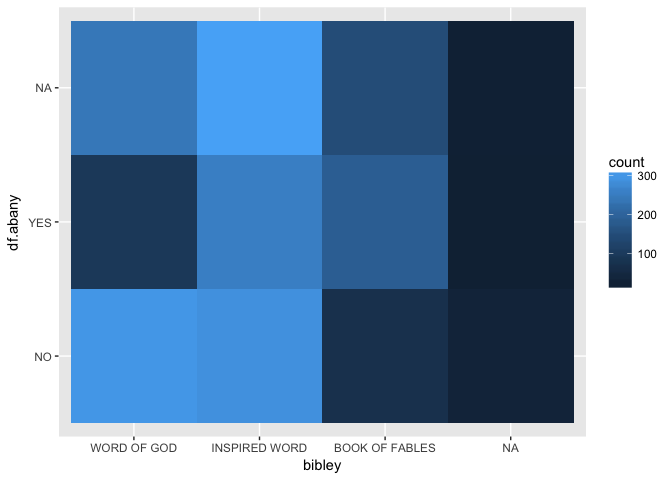 NA
YES
NO
df.abany
WORD OF GOD
INSPIRED WORD
BOOK OF FABLES
NA
bibley
count
300
200
100